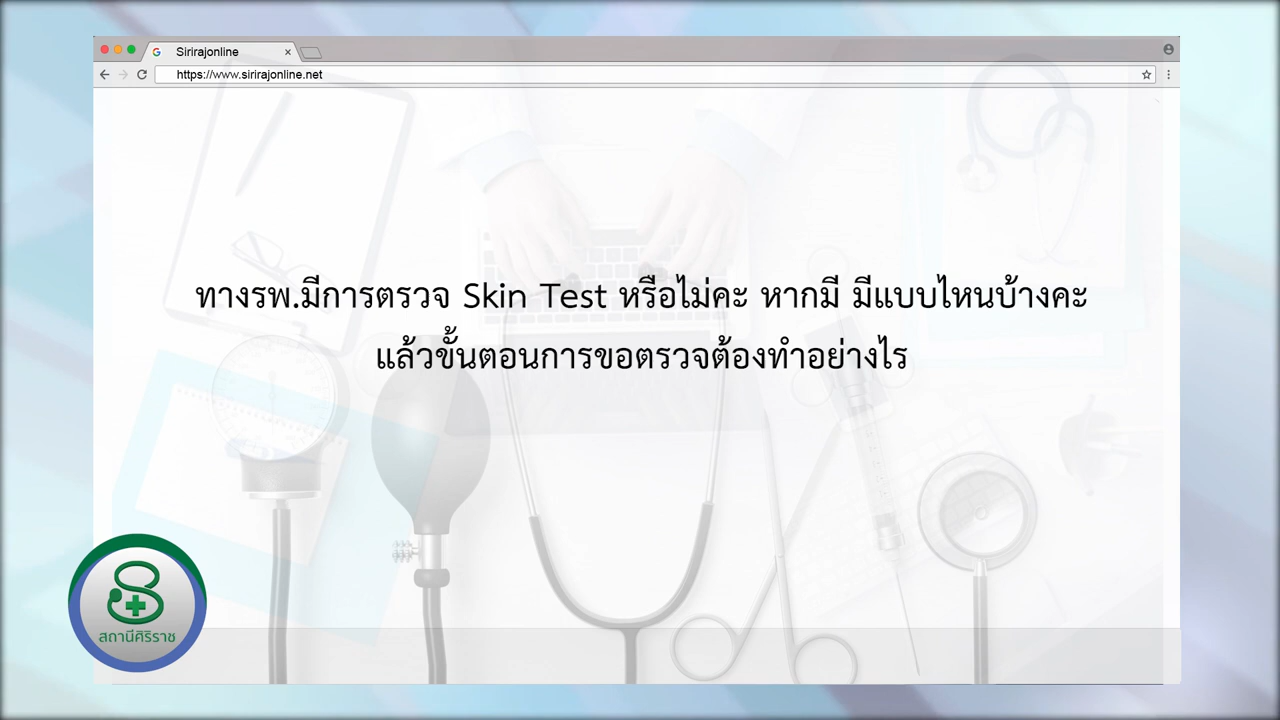 Sirirajonline
https://www.sirirajonline.net
ทางรพ.มีการตรวจ Skin Test หรือไม่คะ หากมี มีแบบไหนบ้างคะ
แล้วขั้นตอนการขอตรวจต้องทำอย่างไร
สถานีศิริราช